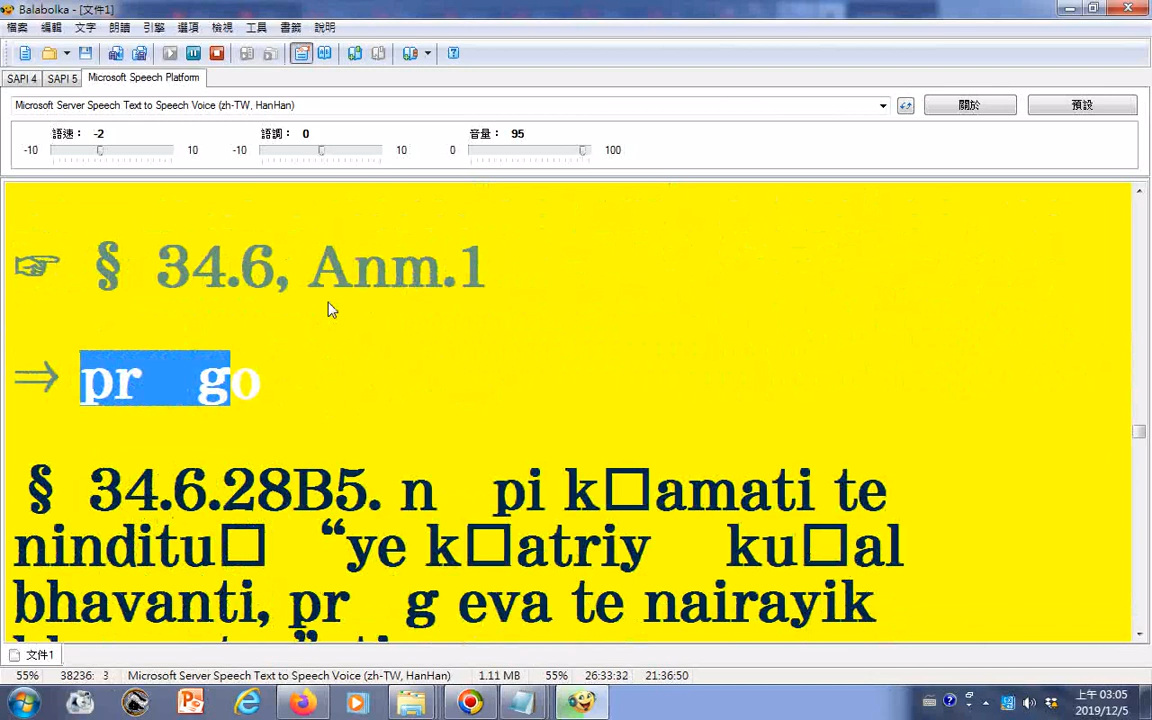 Balabolka - [文件1]
檔案 編輯 文字 朗讀 引擎 選項 檢視 工具 書籤 說明
SAPI 4 SAPI 5 Microsoft Speech Platform
Microsoft Server Speech Text to Speech Voice (zh-TW, HanHan)
關於 預設
語速： -2 語調： 0 音量： 95
-10 10 -10 10 0 100
☞ § 34.6, Anm.1
⇒ pr go
§ 34.6.28B5. n pi k□amati te
ninditu□ “ye k□atriy ku□al
bhavanti, pr g eva te nairayik
文件1
55% 38236: 3 Microsoft Server Speech Text to Speech Voice (zh-TW, HanHan) 1.11 MB 55% 26:33:32 21:36:50
上午 03:05
2019/12/5